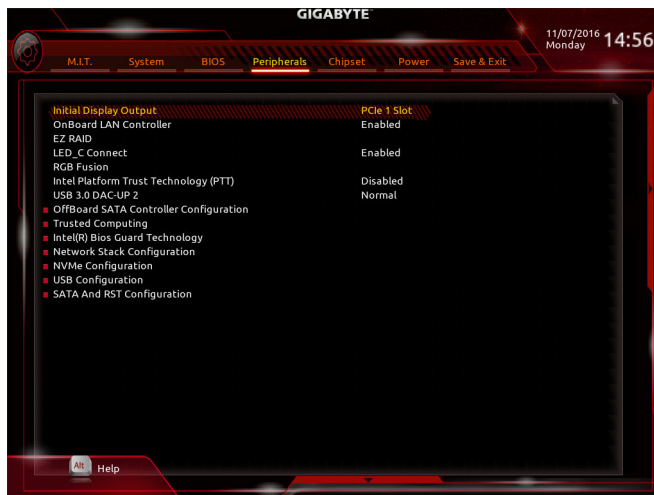 GIGABYTE™
11/07/2016 Monday 14:56
M.I.T. System BIOS Peripherals Chipset Power Save & Exit
Initial Display Output PCIe 1 Slot
OnBoard LAN Controller Enabled
EZ RAID
LED_C Connect Enabled
RGB Fusion
Intel Platform Trust Technology (PTT) Disabled
USB 3.0 DAC-UP 2 Normal
OffBoard SATA Controller Configuration
Trusted Computing
Intel(R) Bios Guard Technology
Network Stack Configuration
NVMe Configuration
USB Configuration
SATA And RST Configuration
Alt Help